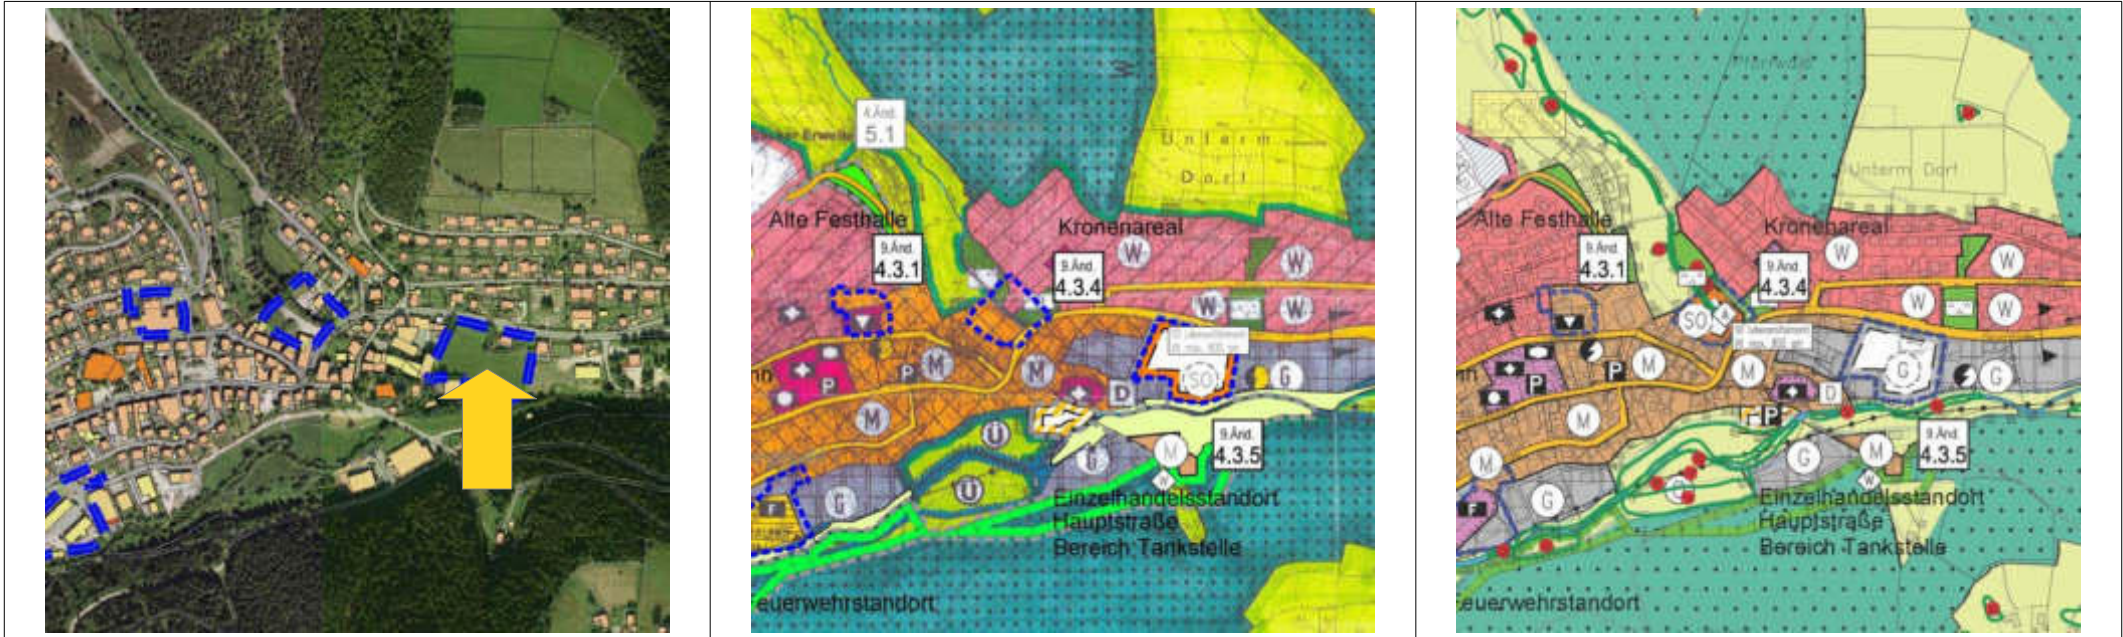 4.Änd.
5.1
Unterm
Dorf
Alte Festhalle
Kronenareal
9.Änd.
4.3.1
9.Änd.
4.3.4
W
W
W
W
SO
M
M
M
P
P
D
G
G
G
Ü
Ü
M
W
F
9.Änd.
4.3.5
Einzelhandelsstandort
Hauptstraße
Bereich Tankstelle
euerwehrstandort
Pfarrwald
Unterm Dorf
Alte Festhalle
Kronenareal
9.Änd.
4.3.1
9.Änd.
4.3.4
W
W
W
W
SO
G
G
M
M
M
M
P
P
P
D
G
G
M
W
F
9.Änd.
4.3.5
Einzelhandelsstandort
Hauptstraße
Bereich Tankstelle
euerwehrstandort